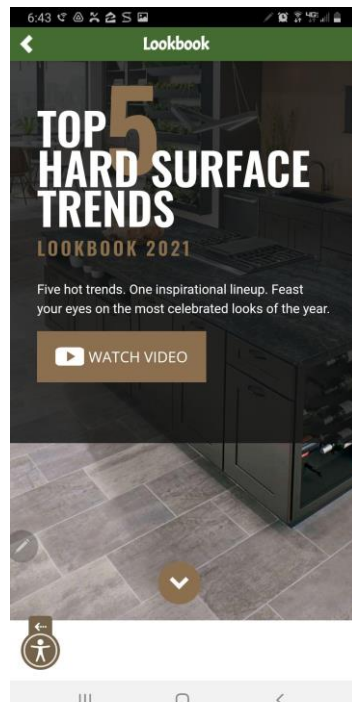 6:43
Lookbook
TOP 5
HARD SURFACE
TRENDS
LOOKBOOK 2021
Five hot trends. One inspirational lineup. Feast
your eyes on the most celebrated looks of the year.
WATCH VIDEO